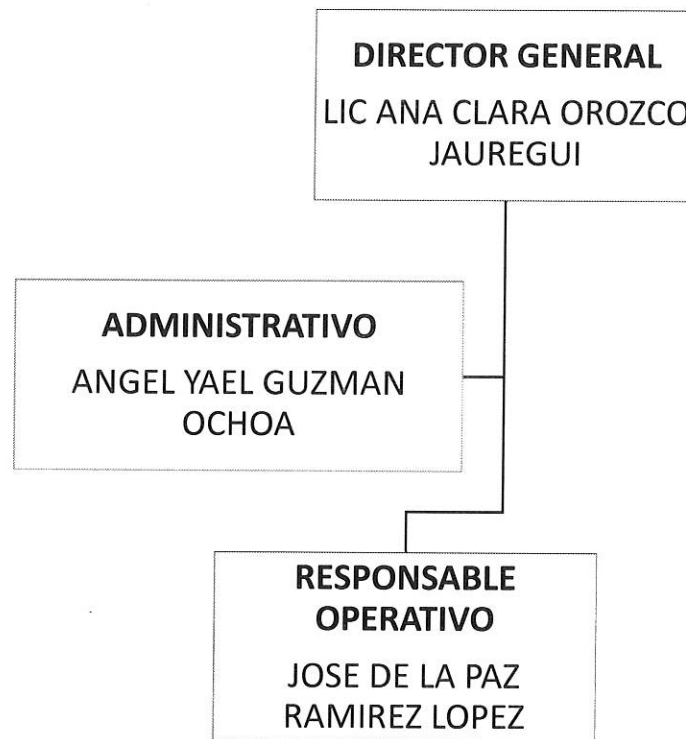 DIRECTOR GENERAL
LIC ANA CLARA OROZCO
JAUREGUI
ADMINISTRATIVO
ANGEL YAEL GUZMAN
OCHOA
RESPONSABLE
OPERATIVO
JOSE DE LA PAZ
RAMIREZ LOPEZ